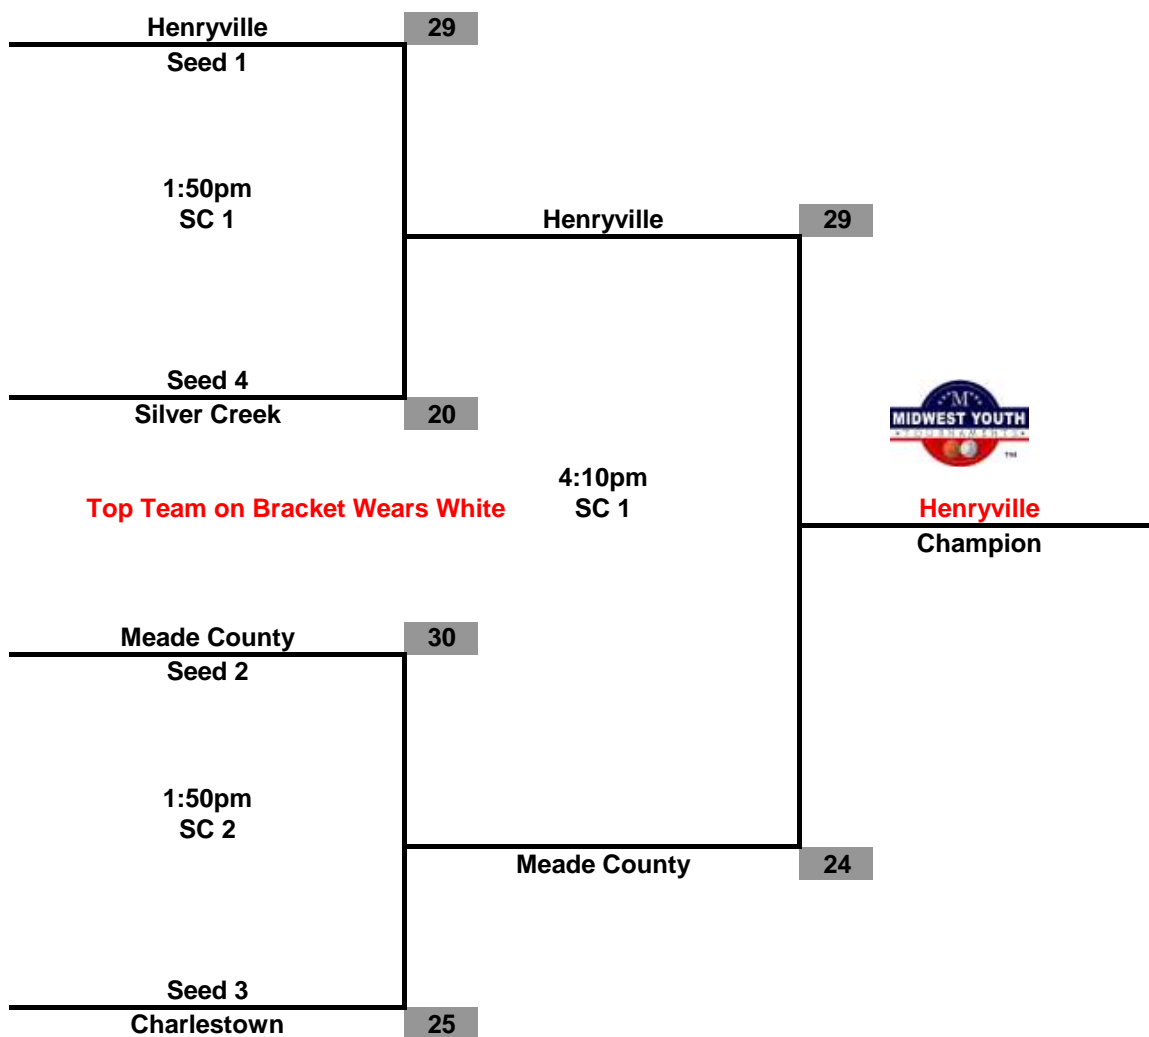 Henryville 29
Seed 1
1:50pm
SC 1
Henryville 29
Seed 4
Silver Creek 20
M
MIDWEST YOUTH
TOURNAMENTS
TM
4:10pm
Top Team on Bracket Wears White SC 1 Henryville
Champion
Meade County 30
Seed 2
1:50pm
SC 2
Meade County 24
Seed 3
Charlestown 25